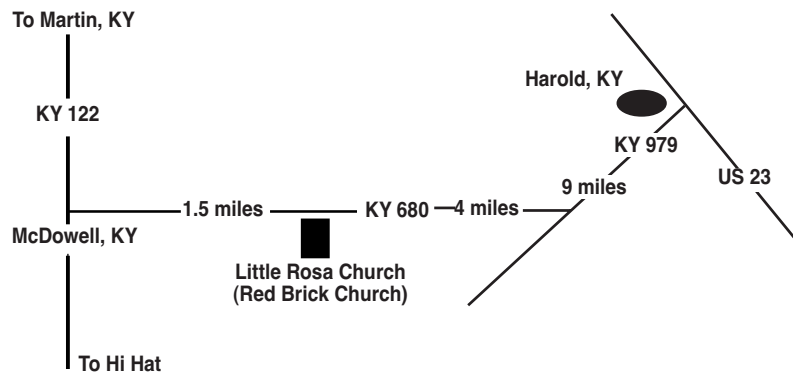 To Martin, KY
Harold, KY
KY 122
KY 979
US 23
9 miles
1.5 miles
KY 680
4 miles
McDowell, KY
Little Rosa Church
(Red Brick Church)
To Hi Hat